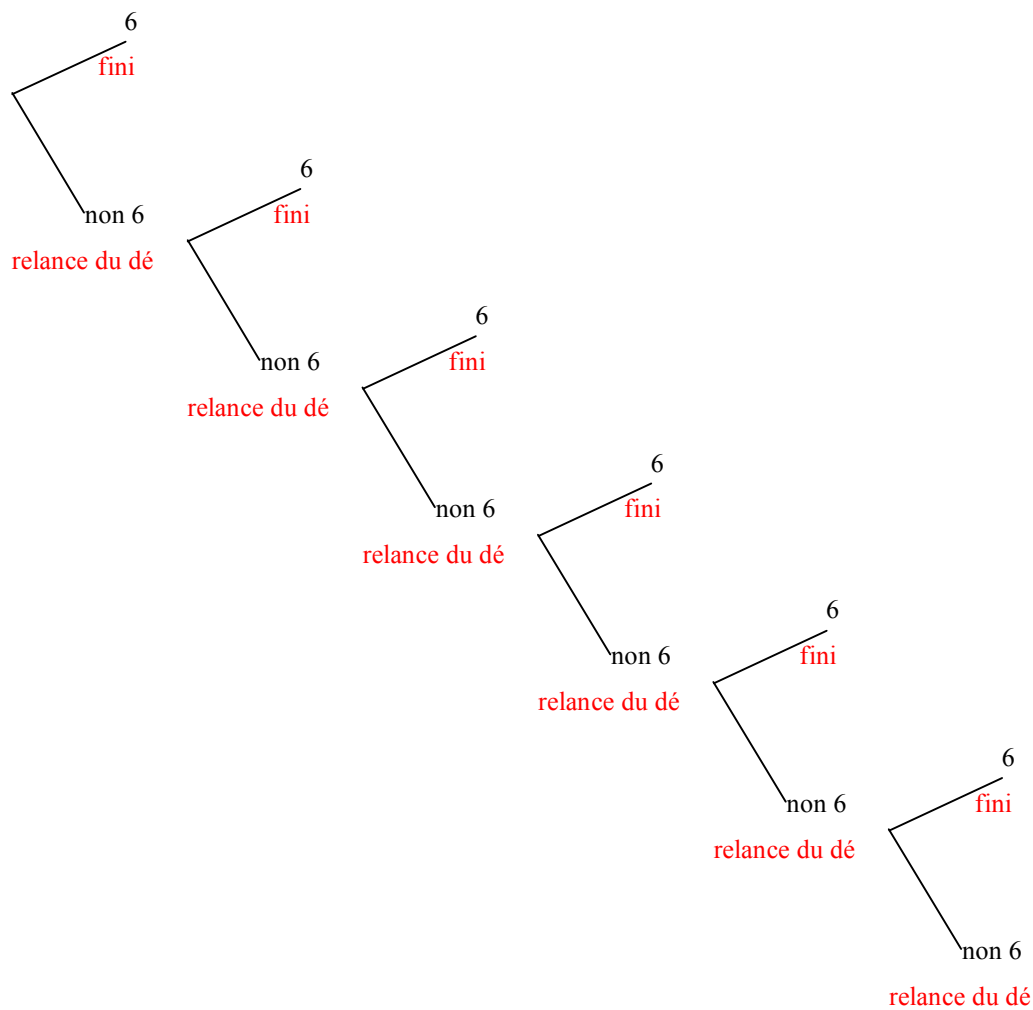 6
fini
non 6
relance du dé
6
fini
non 6
relance du dé
6
fini
non 6
relance du dé
6
fini
non 6
relance du dé
6
fini
non 6
relance du dé
6
fini
non 6
relance du dé